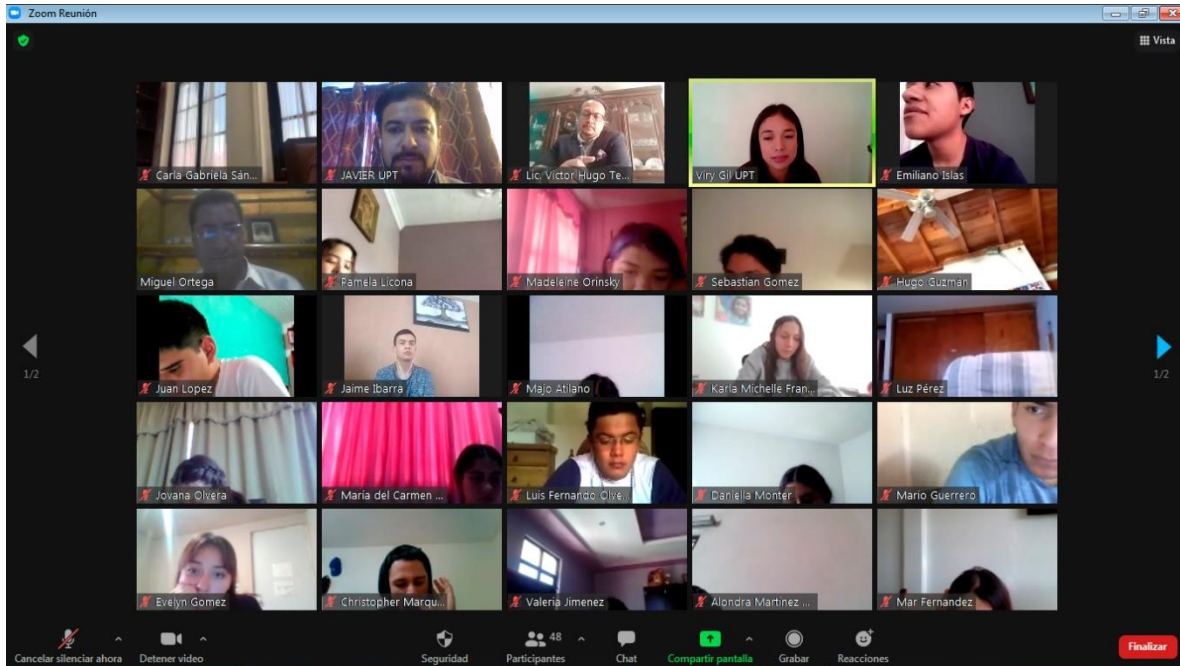 Zoom Reunión
Vista
Carla Gabriela Sán...
JAVIER UPT
Lic. Victor Hugo Te...
Viry Gil UPT
Emiliano Islas
Miguel Ortega
Pamela Licona
Madeleine Orinsky
Sebastian Gomez
Hugo Guzman
Juan Lopez
Jaime Ibarra
Majo Atilano
Karla Michelle Fran...
Luz Pérez
1/2
1/2
Jovana Olvera
María del Carmen ...
Luis Fernando Olve...
Daniella Monter
Mario Guerrero
Evelyn Gomez
Christopher Marqu...
Valeria Jimenez
Alondra Martinez ...
Mar Fernandez
Cancelar silenciar ahora
Detener video
Seguridad
Participantes
48
Chat
Compartir pantalla
Grabar
Reacciones
Finalizar